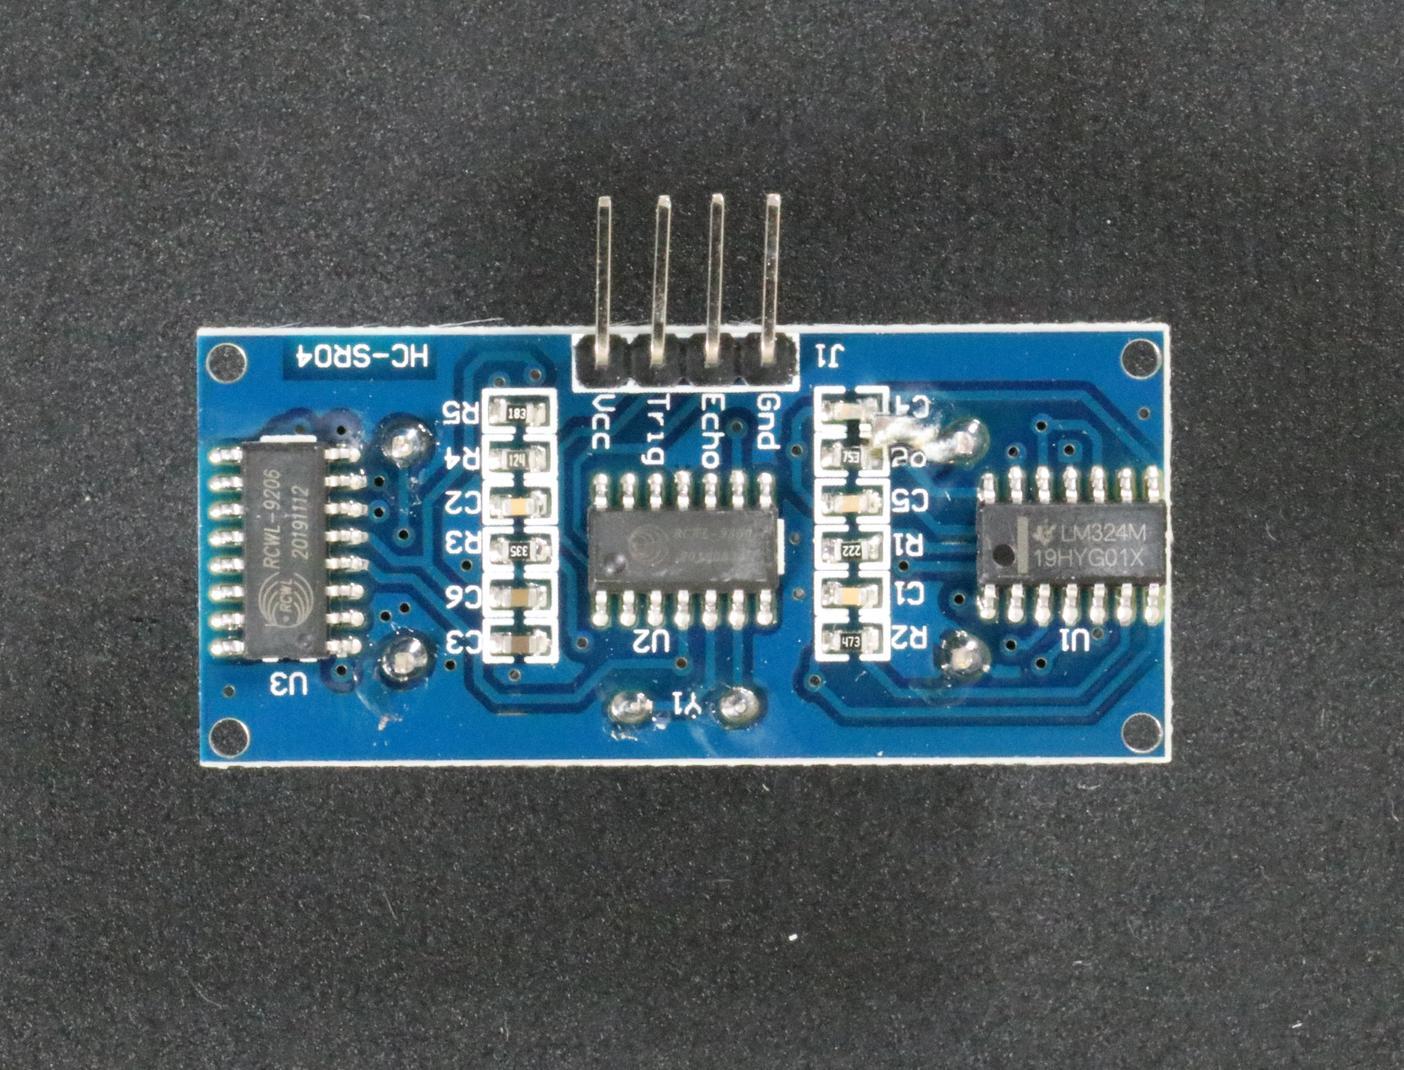 HC-SR04
J1
Vcc
Trig
Echo
Gnd
R5
183
R4
124
C2
R3
335
C6
C3
U3
RCWL-9206
20191112
RCWL
U2
Y1
C4
753
C5
R1
222
C1
R2
473
LM324M
19HYG01X
U1